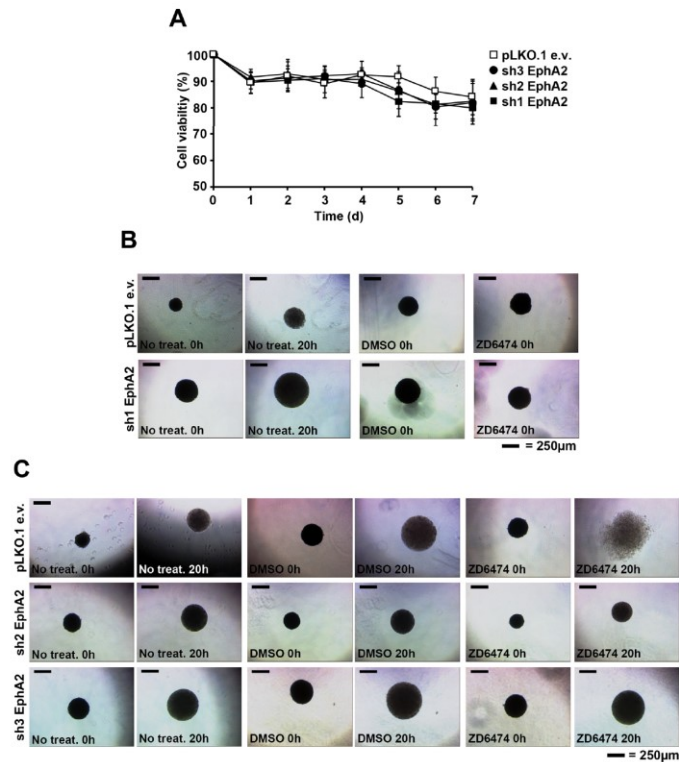 A
Cell viabiltiy (%)
100
90
80
70
60
50
0 1 2 3 4 5 6 7
Time (d)
pLKO.1 e.v.
sh3 EphA2
sh2 EphA2
sh1 EphA2
B
pLKO.1 e.v.
No treat. 0h
No treat. 20h
DMSO 0h
ZD6474 0h
sh1 EphA2
No treat. 0h
No treat. 20h
DMSO 0h
ZD6474 0h
= 250µm
C
pLKO.1 e.v.
No treat. 0h
No treat. 20h
DMSO 0h
DMSO 20h
ZD6474 0h
ZD6474 20h
sh2 EphA2
No treat. 0h
No treat. 20h
DMSO 0h
DMSO 20h
ZD6474 0h
ZD6474 20h
sh3 EphA2
No treat. 0h
No treat. 20h
DMSO 0h
DMSO 20h
ZD6474 0h
ZD6474 20h
= 250µm